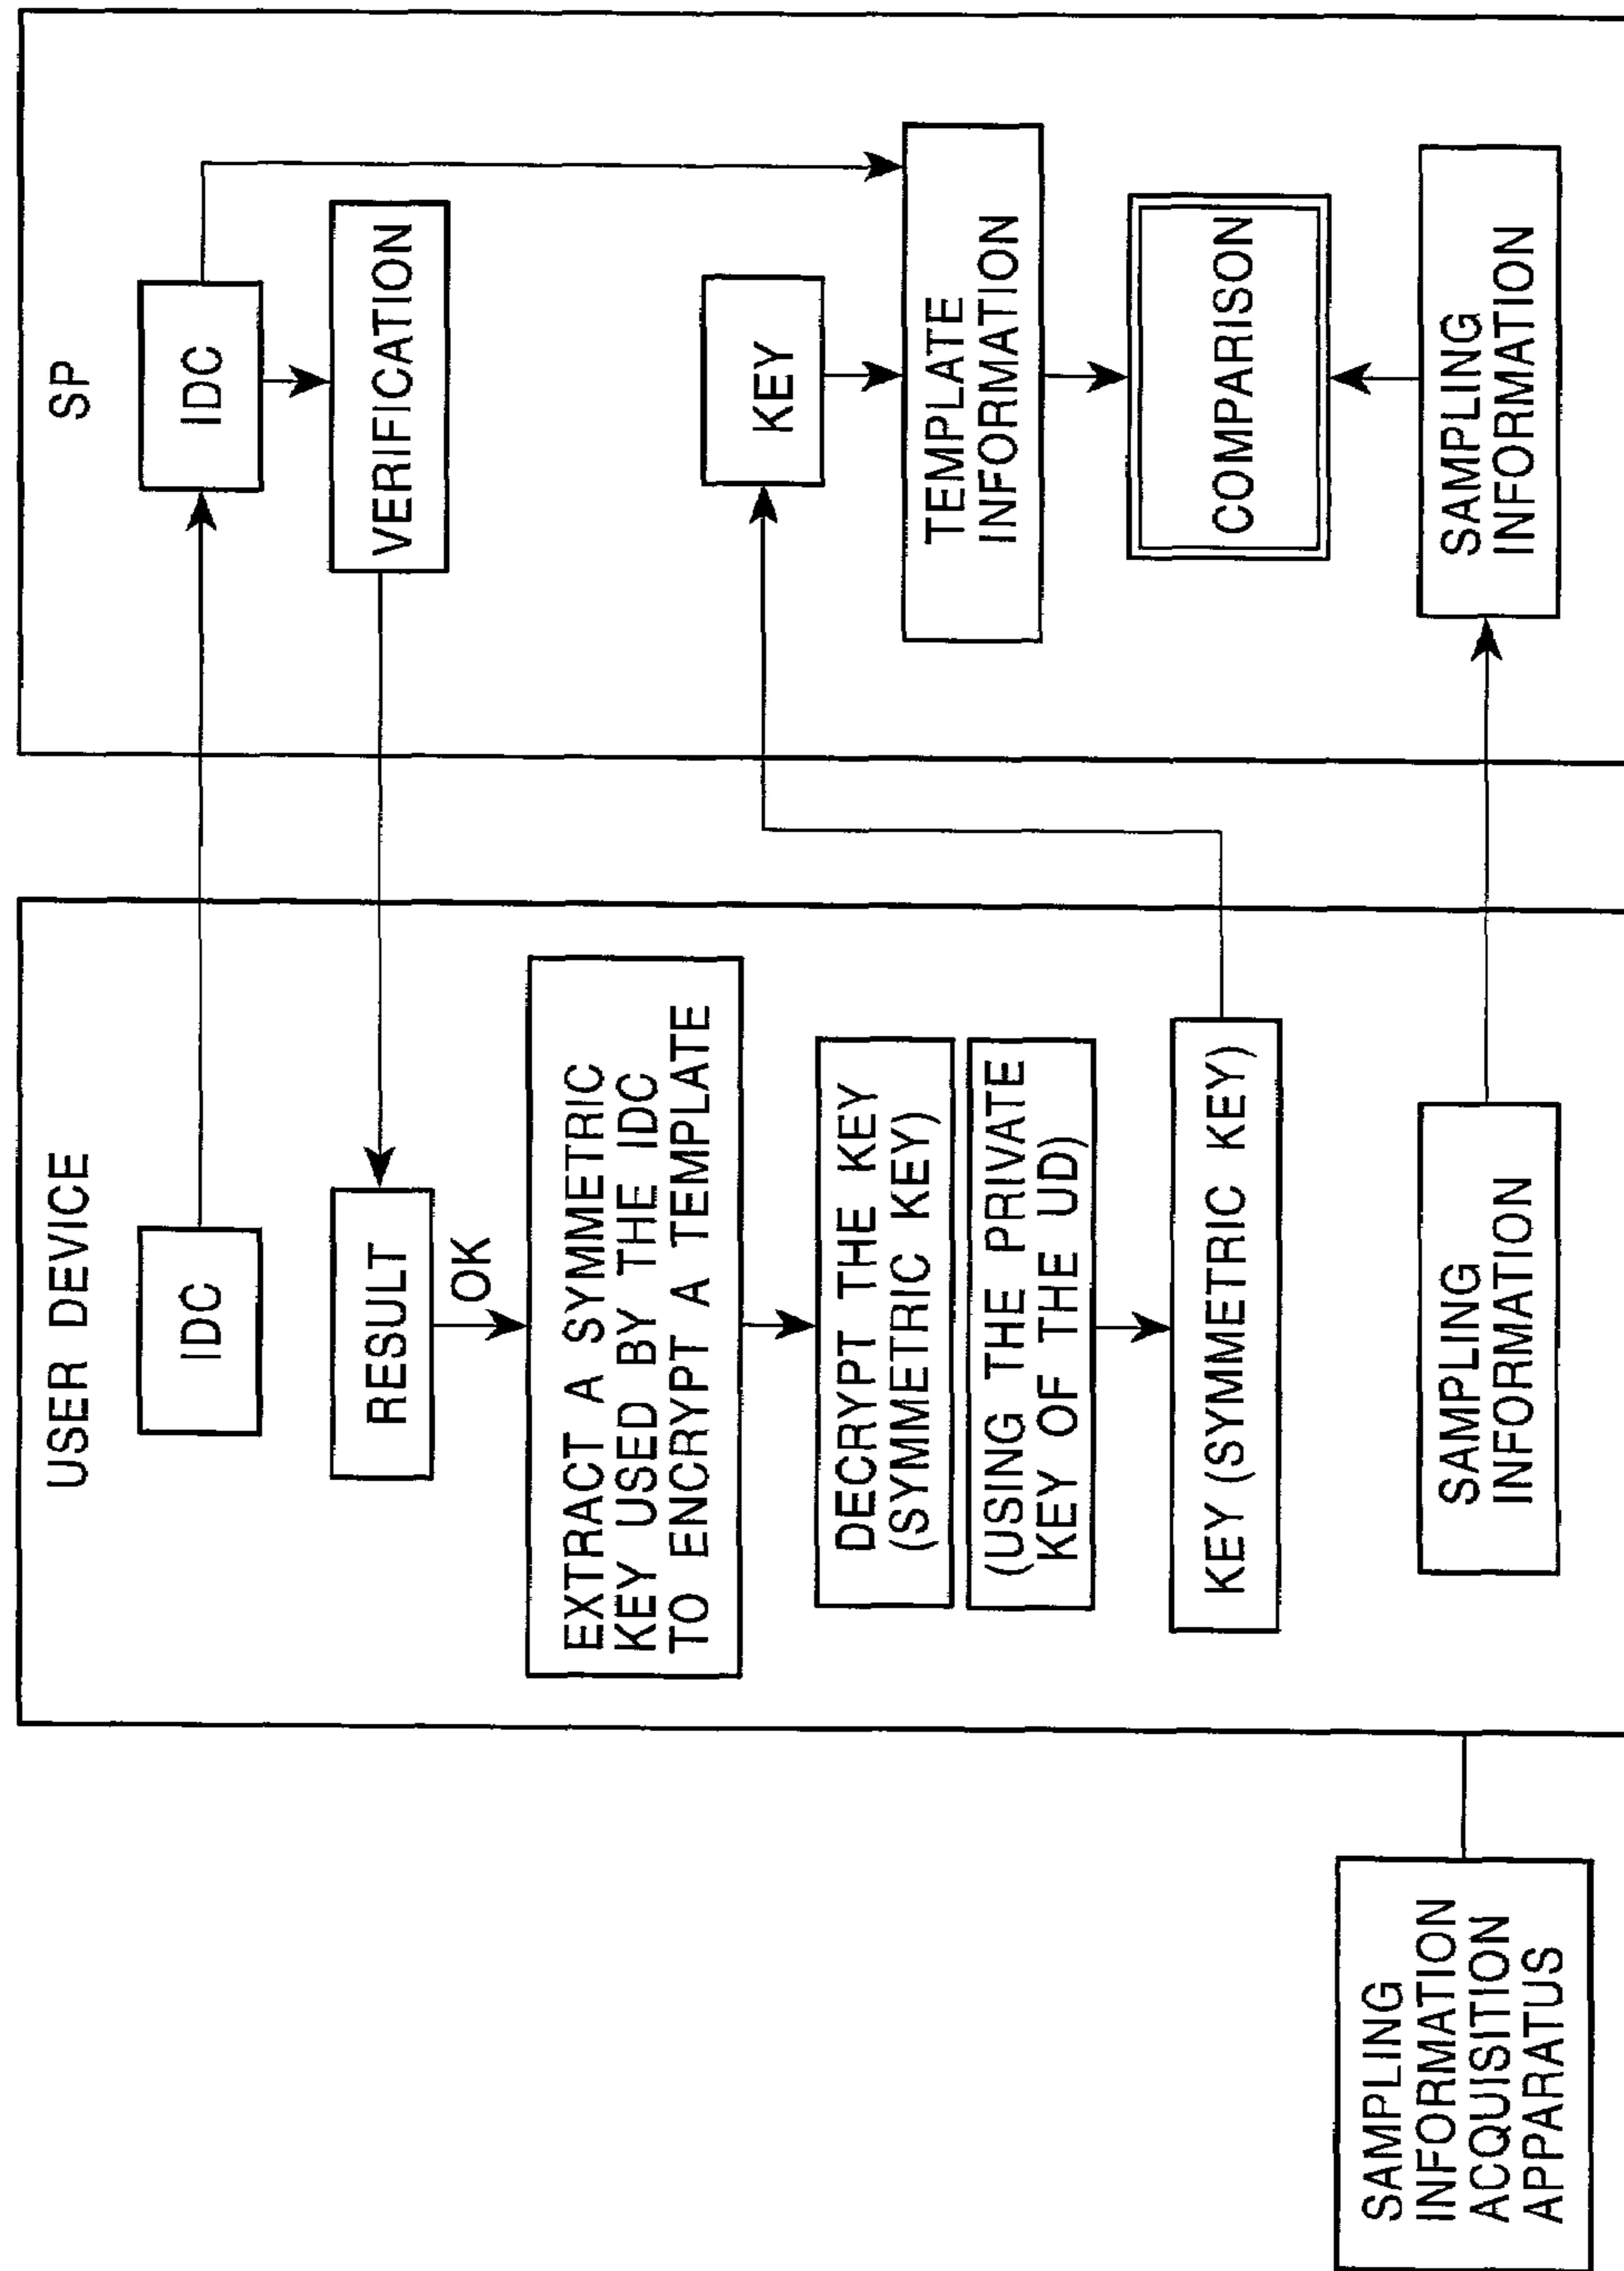 USER DEVICE
IDC
RESULT
OK
EXTRACT A SYMMETRIC
KEY USED BY THE IDC
TO ENCRYPT A TEMPLATE
DECRYPT THE KEY
(SYMMETRIC KEY)
(USING THE PRIVATE
KEY OF THE UD)
KEY (SYMMETRIC KEY)
SAMPLING
INFORMATION
SAMPLING
INFORMATION
ACQUISITION
APPARATUS
SP
IDC
VERIFICATION
KEY
TEMPLATE
INFORMATION
COMPARISON
SAMPLING
INFORMATION